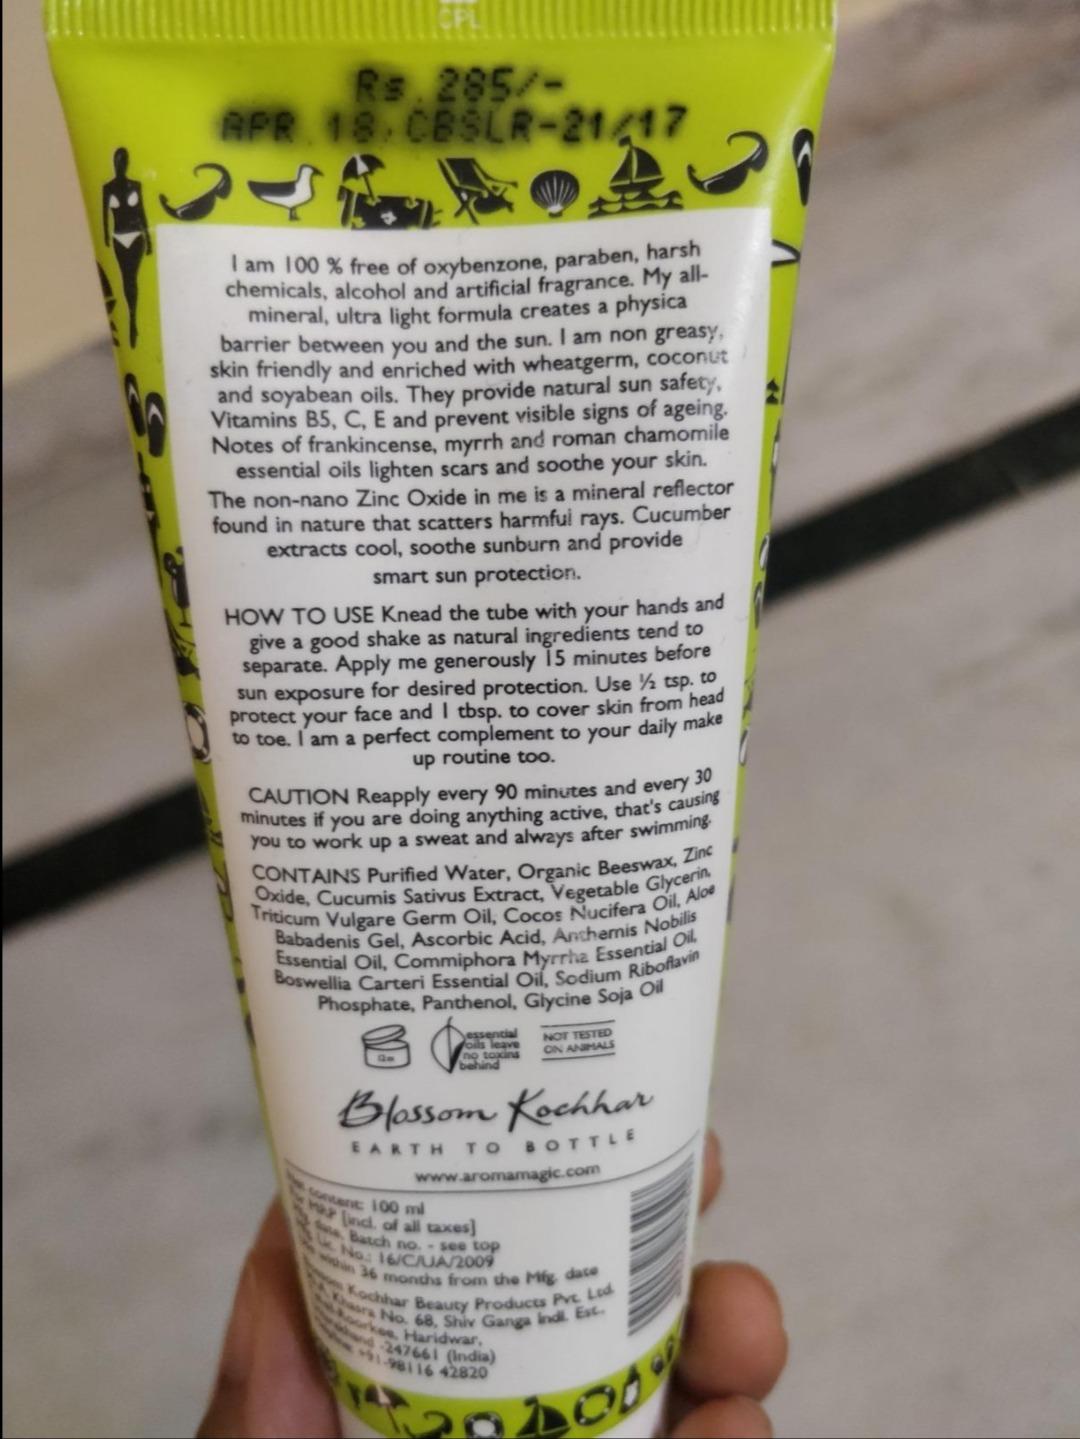 CPL
Rs.285/-
APR.18,CBSLR-21/17
I am 100 % free of oxybenzone, paraben, harsh
chemicals, alcohol and artificial fragrance. My all-
mineral, ultra light formula creates a physica
barrier between you and the sun. I am non greasy,
skin friendly and enriched with wheatgerm, coconut
and soyabean oils. They provide natural sun safety,
Vitamins B5, C, E and prevent visible signs of ageing.
Notes of frankincense, myrrh and roman chamomile
essential oils lighten scars and soothe your skin.
The non-nano Zinc Oxide in me is a mineral reflector
found in nature that scatters harmful rays. Cucumber
extracts cool, soothe sunburn and provide
smart sun protection.
HOW TO USE Knead the tube with your hands and
give a good shake as natural ingredients tend to
separate. Apply me generously 15 minutes before
sun exposure for desired protection. Use ½ tsp. to
protect your face and 1 tbsp. to cover skin from head
to toe. I am a perfect complement to your daily make
up routine too.
CAUTION Reapply every 90 minutes and every 30
minutes if you are doing anything active, that's causing
you to work up a sweat and always after swimming.
CONTAINS Purified Water, Organic Beeswax, Zinc
Oxide, Cucumis Sativus Extract, Vegetable Glycerin,
Triticum Vulgare Germ Oil, Cocos Nucifera Oil, Aloe
Babadenis Gel, Ascorbic Acid, Anthemis Nobilis
Essential Oil, Commiphora Myrrha Essential Oil,
Boswellia Carteri Essential Oil, Sodium Riboflavin
Phosphate, Panthenol, Glycine Soja Oil
12m
essential
oils leave
no toxins
behind
NOT TESTED
ON ANIMALS
Blossom Kochhar
EARTH TO BOTTLE
www.aromamagic.com
content: 100 ml
MRP [incl. of all taxes]
date, Batch no. - see top
Lic. No.: 16/C/UA/2009
within 36 months from the Mfg. date
Kochhar Beauty Products Pvt. Ltd.
Khasra No. 68, Shiv Ganga Indl. Est.,
Haridwar,
-247661 (India)
+91-98116 42820